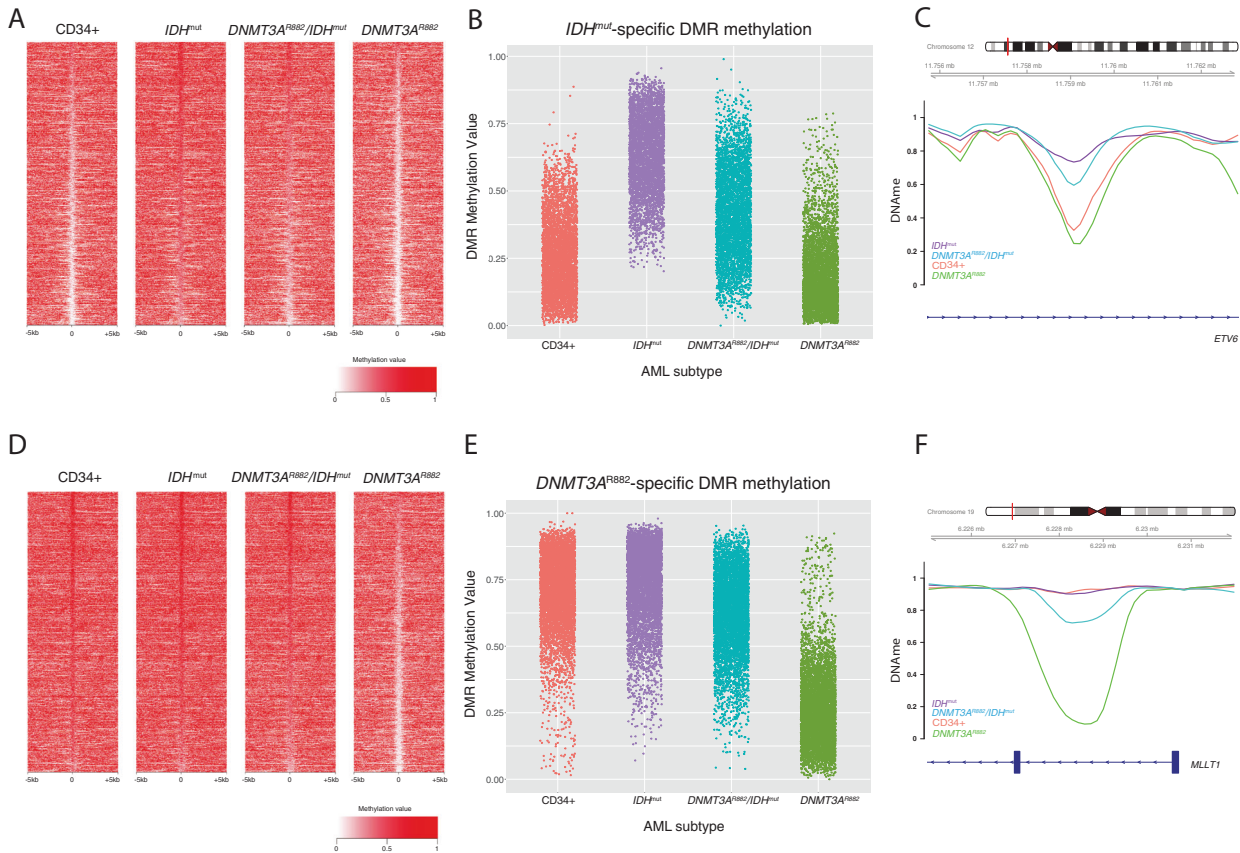 A
CD34+
IDHmut
DNMT3AR882/IDHmut
DNMT3AR882
-5kb 0 +5kb
-5kb 0 +5kb
-5kb 0 +5kb
-5kb 0 +5kb
Methylation value
0 0.5 1
B
IDHmut-specific DMR methylation
DMR Methylation Value
1.00
0.75
0.50
0.25
0.00
CD34+
IDHmut
DNMT3AR882/IDHmut
DNMT3AR882
AML subtype
C
Chromosome 12
11.756 mb
11.758 mb
11.76 mb
11.762 mb
11.757 mb
11.759 mb
11.761 mb
DNAme
1
0.8
0.6
0.4
0.2
0
IDHmut
DNMT3AR882/IDHmut
CD34+
DNMT3AR882
ETV6
D
CD34+
IDHmut
DNMT3AR882/IDHmut
DNMT3AR882
-5kb 0 +5kb
-5kb 0 +5kb
-5kb 0 +5kb
-5kb 0 +5kb
Methylation value
0 0.5 1
E
DNMT3AR882-specific DMR methylation
DMR Methylation Value
1.00
0.75
0.50
0.25
0.00
CD34+
IDHmut
DNMT3AR882/IDHmut
DNMT3AR882
AML subtype
F
Chromosome 19
6.226 mb
6.228 mb
6.23 mb
6.227 mb
6.229 mb
6.231 mb
DNAme
1
0.8
0.6
0.4
0.2
0
IDHmut
DNMT3AR882/IDHmut
CD34+
DNMT3AR882
MLLT1